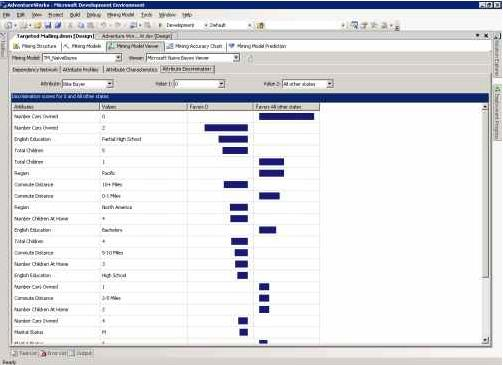 AdventureWorks - Microsoft Development Environment
File Edit View Project Build Debug Mining Model Tools Window Help
Development Default
Targeted Mailing.dmm [Design] Adventure Wor... .dsv [Design]
Mining Structure Mining Models Mining Model Viewer Mining Accuracy Chart Mining Model Prediction
Mining Model: TM_NaiveBayes Viewer: Microsoft Naive Bayes Viewer
Dependency Network Attribute Profiles Attribute Characteristics Attribute Discrimination
Attribute: Bike Buyer Value 1: 0 Value 2: All other states
Discrimination scores for 0 and All other states
Attributes Values Favors 0 Favors All other states
Number Cars Owned 0
Number Cars Owned 2
English Education Partial High School
Total Children 5
Total Children 1
Region Pacific
Commute Distance 10+ Miles
Commute Distance 0-1 Miles
Region North America
Number Children At Home 4
English Education Bachelors
Total Children 4
Commute Distance 5-10 Miles
Number Children At Home 3
English Education High School
Number Cars Owned 1
Commute Distance 2-5 Miles
Number Children At Home 2
Number Cars Owned 4
Marital Status M
Solution Explorer
Deployment Progress
Task List Error List Output
Ready